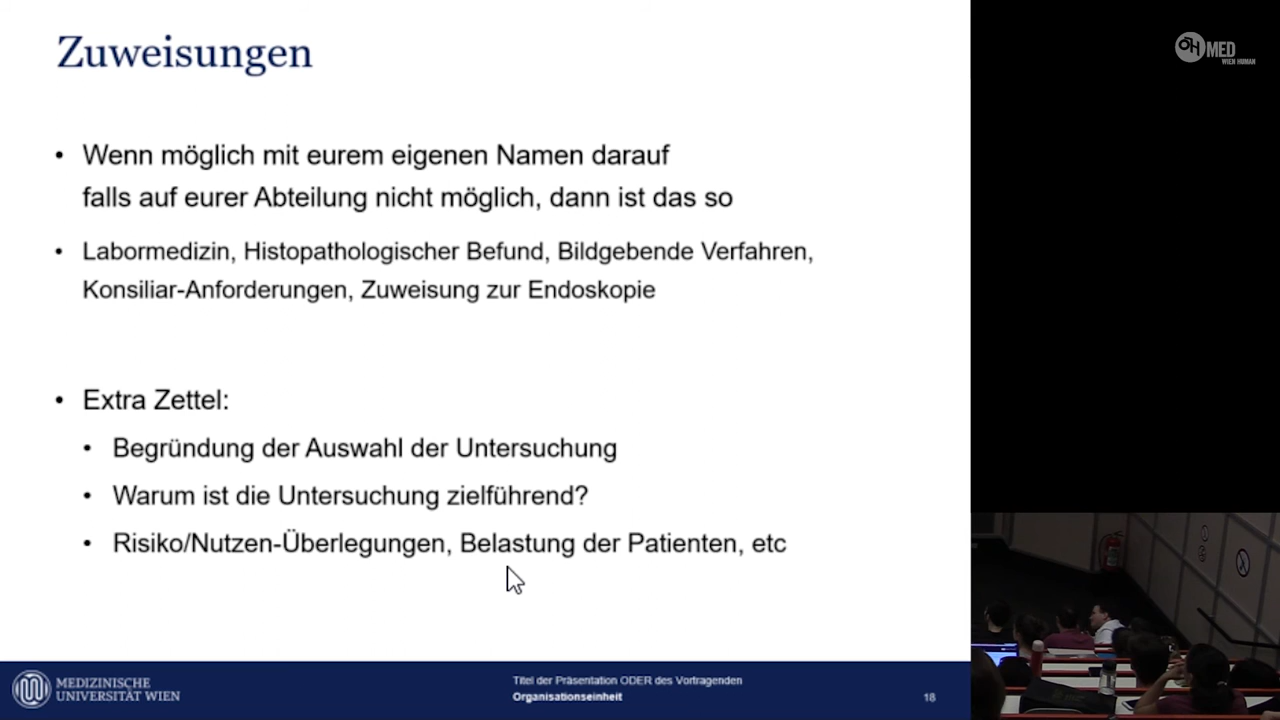 Zuweisungen
• Wenn möglich mit eurem eigenen Namen darauf
falls auf eurer Abteilung nicht möglich, dann ist das so
• Labormedizin, Histopathologischer Befund, Bildgebende Verfahren,
Konsiliar-Anforderungen, Zuweisung zur Endoskopie
• Extra Zettel:
• Begründung der Auswahl der Untersuchung
• Warum ist die Untersuchung zielführend?
• Risiko/Nutzen-Überlegungen, Belastung der Patienten, etc
MEDIZINISCHE
UNIVERSITÄT WIEN
Titel der Präsentation ODER des Vortragenden
Organisationseinheit
18
ÖH MED
WIEN HUMAN